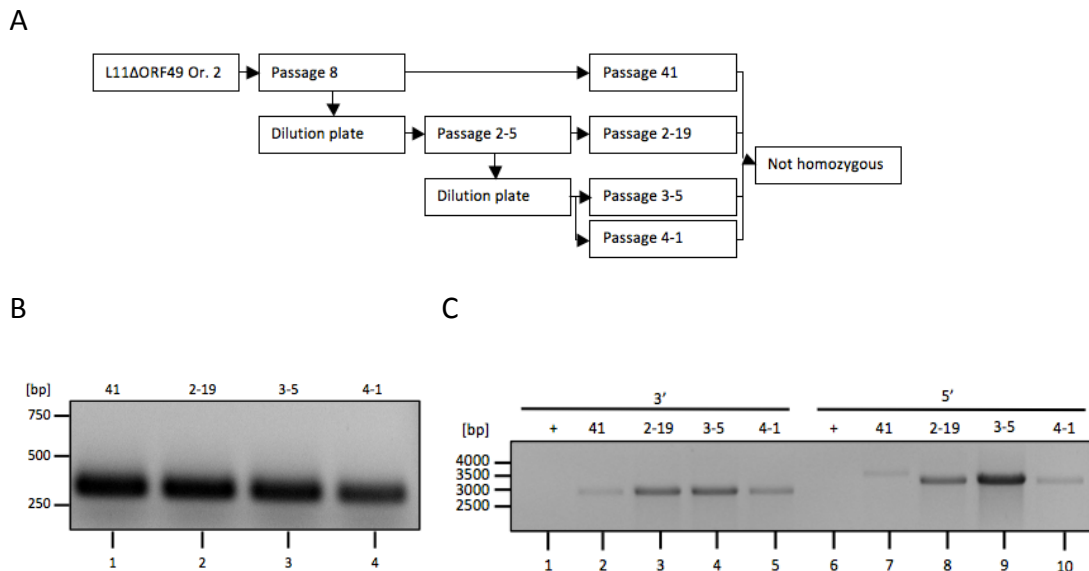 A
L11ΔORF49 Or. 2
Passage 8
Passage 41
Dilution plate
Passage 2-5
Passage 2-19
Not homozygous
Dilution plate
Passage 3-5
Passage 4-1
B
[bp] 41 2-19 3-5 4-1
750
500
250
1 2 3 4
C
3′ 5′
[bp] + 41 2-19 3-5 4-1 + 41 2-19 3-5 4-1
4000
3500
3000
2500
1 2 3 4 5 6 7 8 9 10